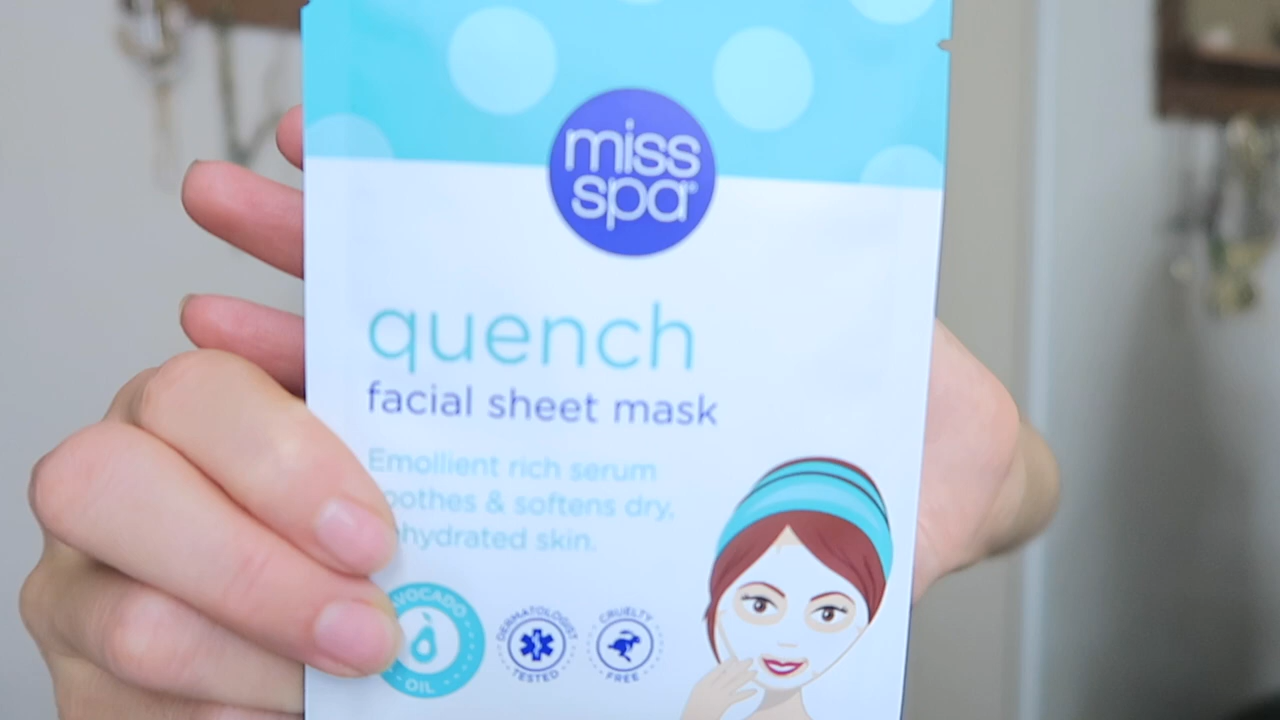 miss
spa®
quench
facial sheet mask
Emollient rich serum
oothes & softens dry,
hydrated skin.
AVOCADO
OIL
DERMATOLOGIST
TESTED
CRUELTY
FREE